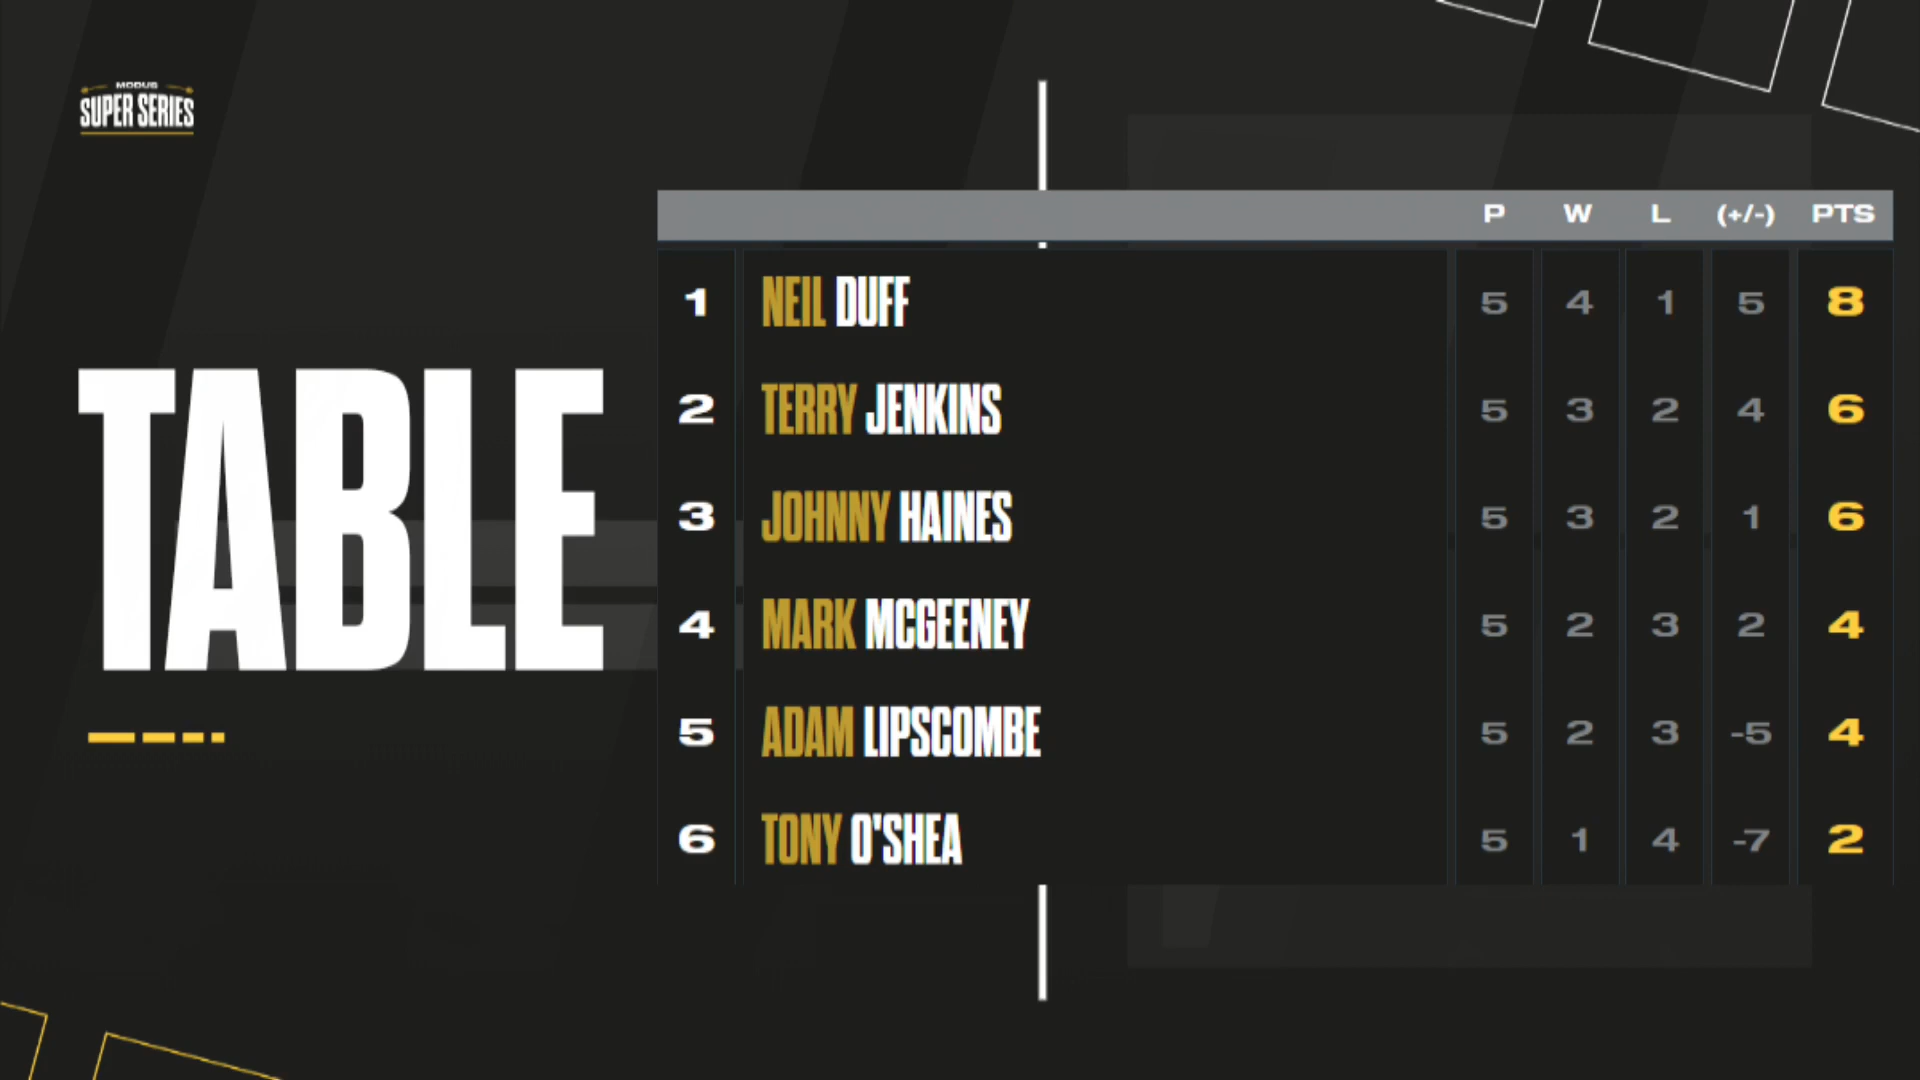 MODUS
SUPER SERIES
TABLE
P W L (+/-) PTS
1 NEIL DUFF 5 4 1 5 8
2 TERRY JENKINS 5 3 2 4 6
3 JOHNNY HAINES 5 3 2 1 6
4 MARK MCGEENEY 5 2 3 2 4
5 ADAM LIPSCOMBE 5 2 3 -5 4
6 TONY O'SHEA 5 1 4 -7 2